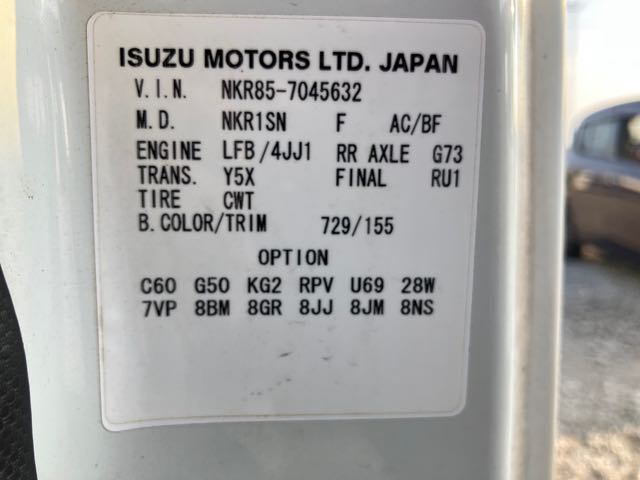 ISUZU MOTORS LTD. JAPAN
V.I.N. NKR85-7045632
M.D. NKR1SN F AC/BF
ENGINE LFB/4JJ1 RR AXLE G73
TRANS. Y5X FINAL RU1
TIRE CWT
B.COLOR/TRIM 729/155
OPTION
C60 G50 KG2 RPV U69 28W
7VP 8BM 8GR 8JJ 8JM 8NS